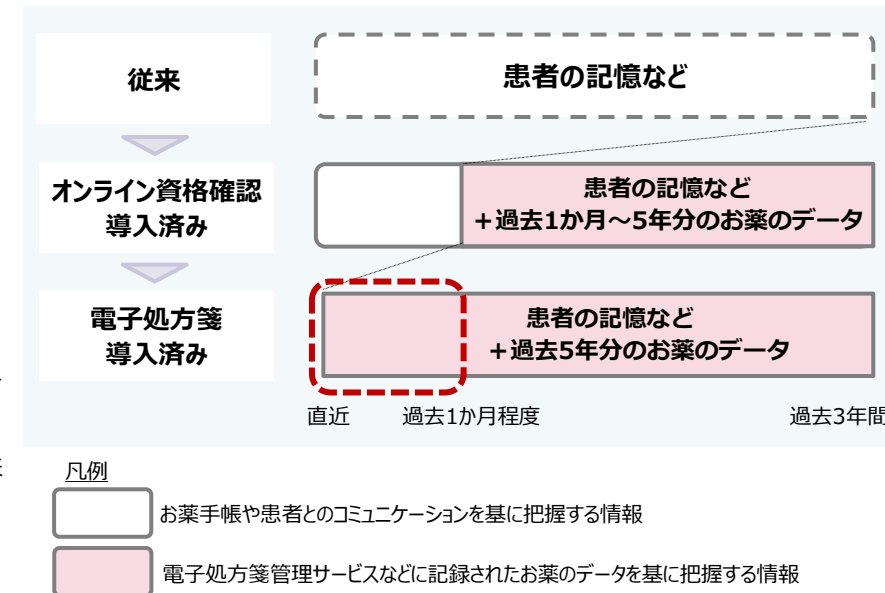 従来
患者の記憶など
オンライン資格確認
導入済み
患者の記憶など
+過去1か月~5年分のお薬のデータ
電子処方箋
導入済み
患者の記憶など
+過去5年分のお薬のデータ
直近
過去1か月程度
過去3年間
凡例
お薬手帳や患者とのコミュニケーションを基に把握する情報
電子処方箋管理サービスなどに記録されたお薬のデータを基に把握する情報